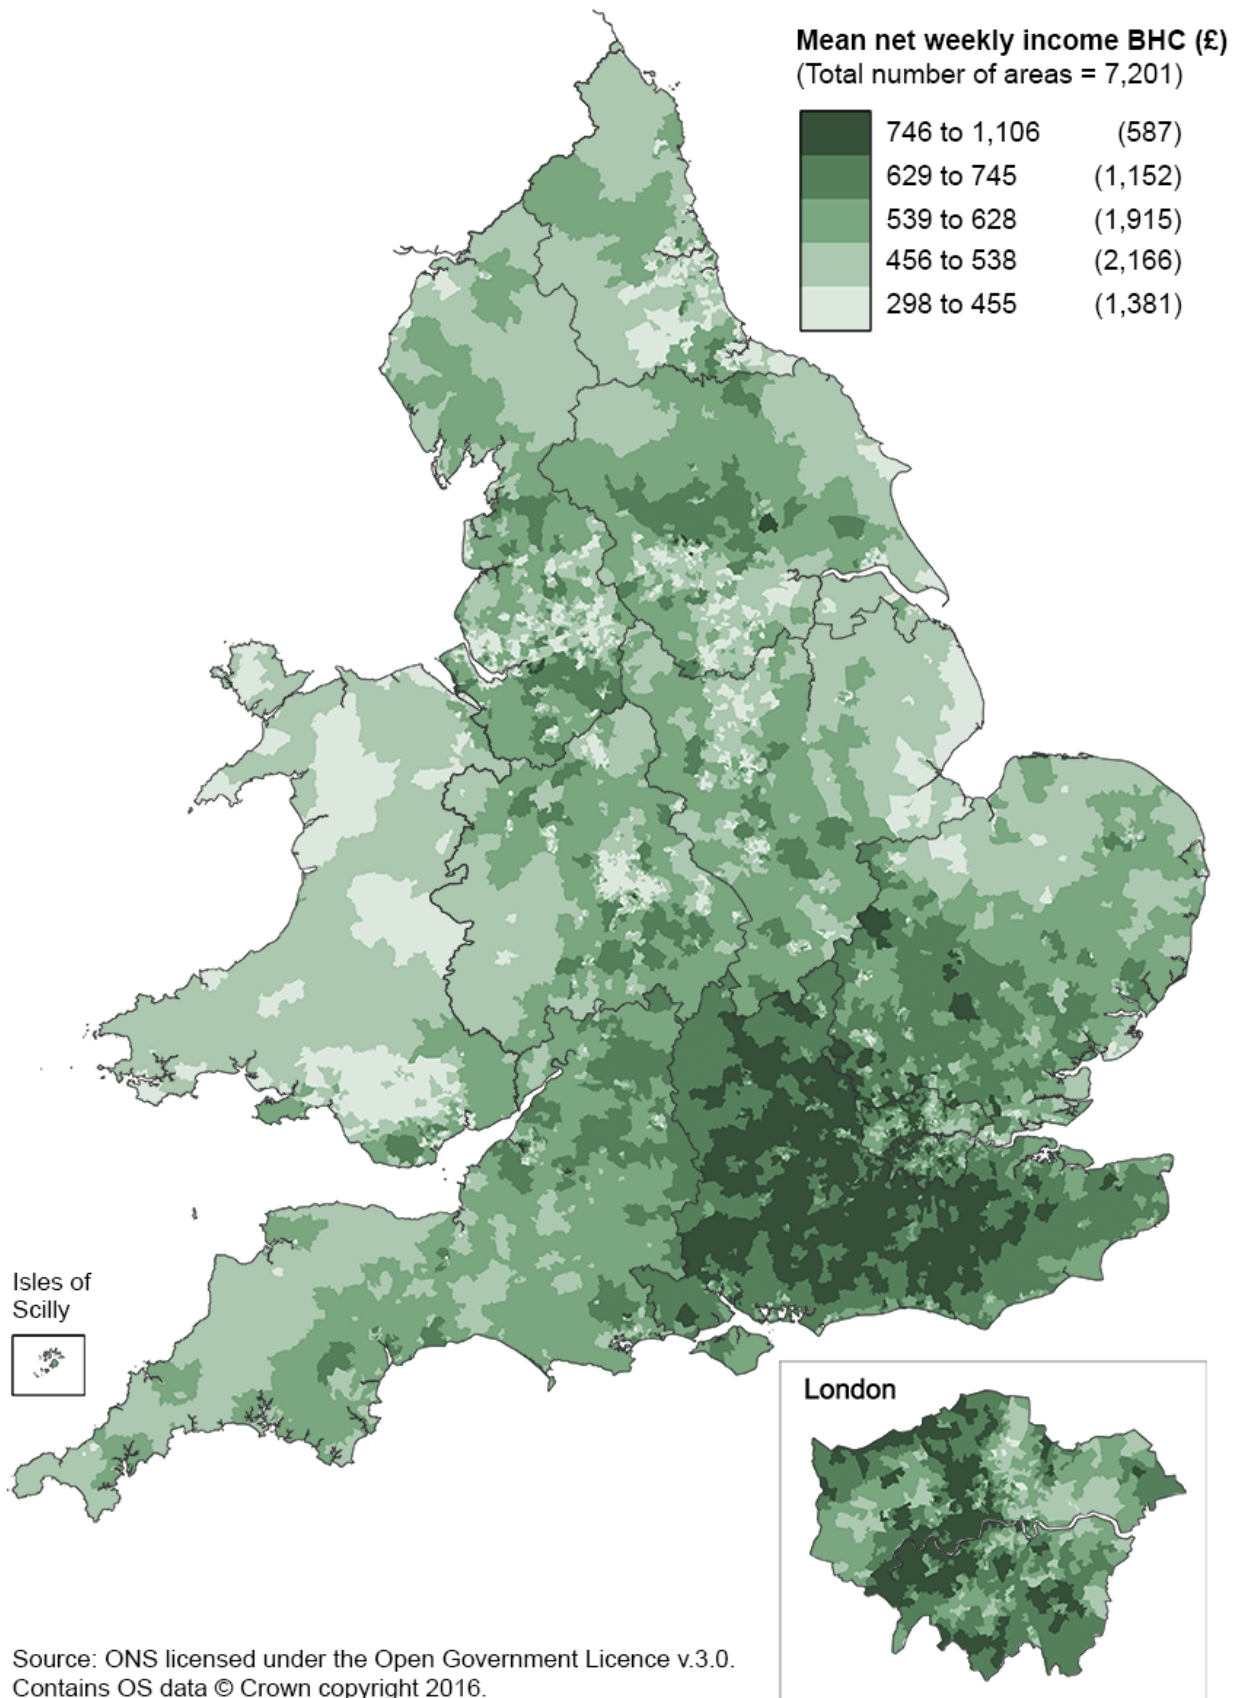 Mean net weekly income BHC (£)
(Total number of areas = 7,201)
746 to 1,106 (587)
629 to 745 (1,152)
539 to 628 (1,915)
456 to 538 (2,166)
298 to 455 (1,381)
Isles of
Scilly
London
Source: ONS licensed under the Open Government Licence v.3.0.
Contains OS data © Crown copyright 2016.